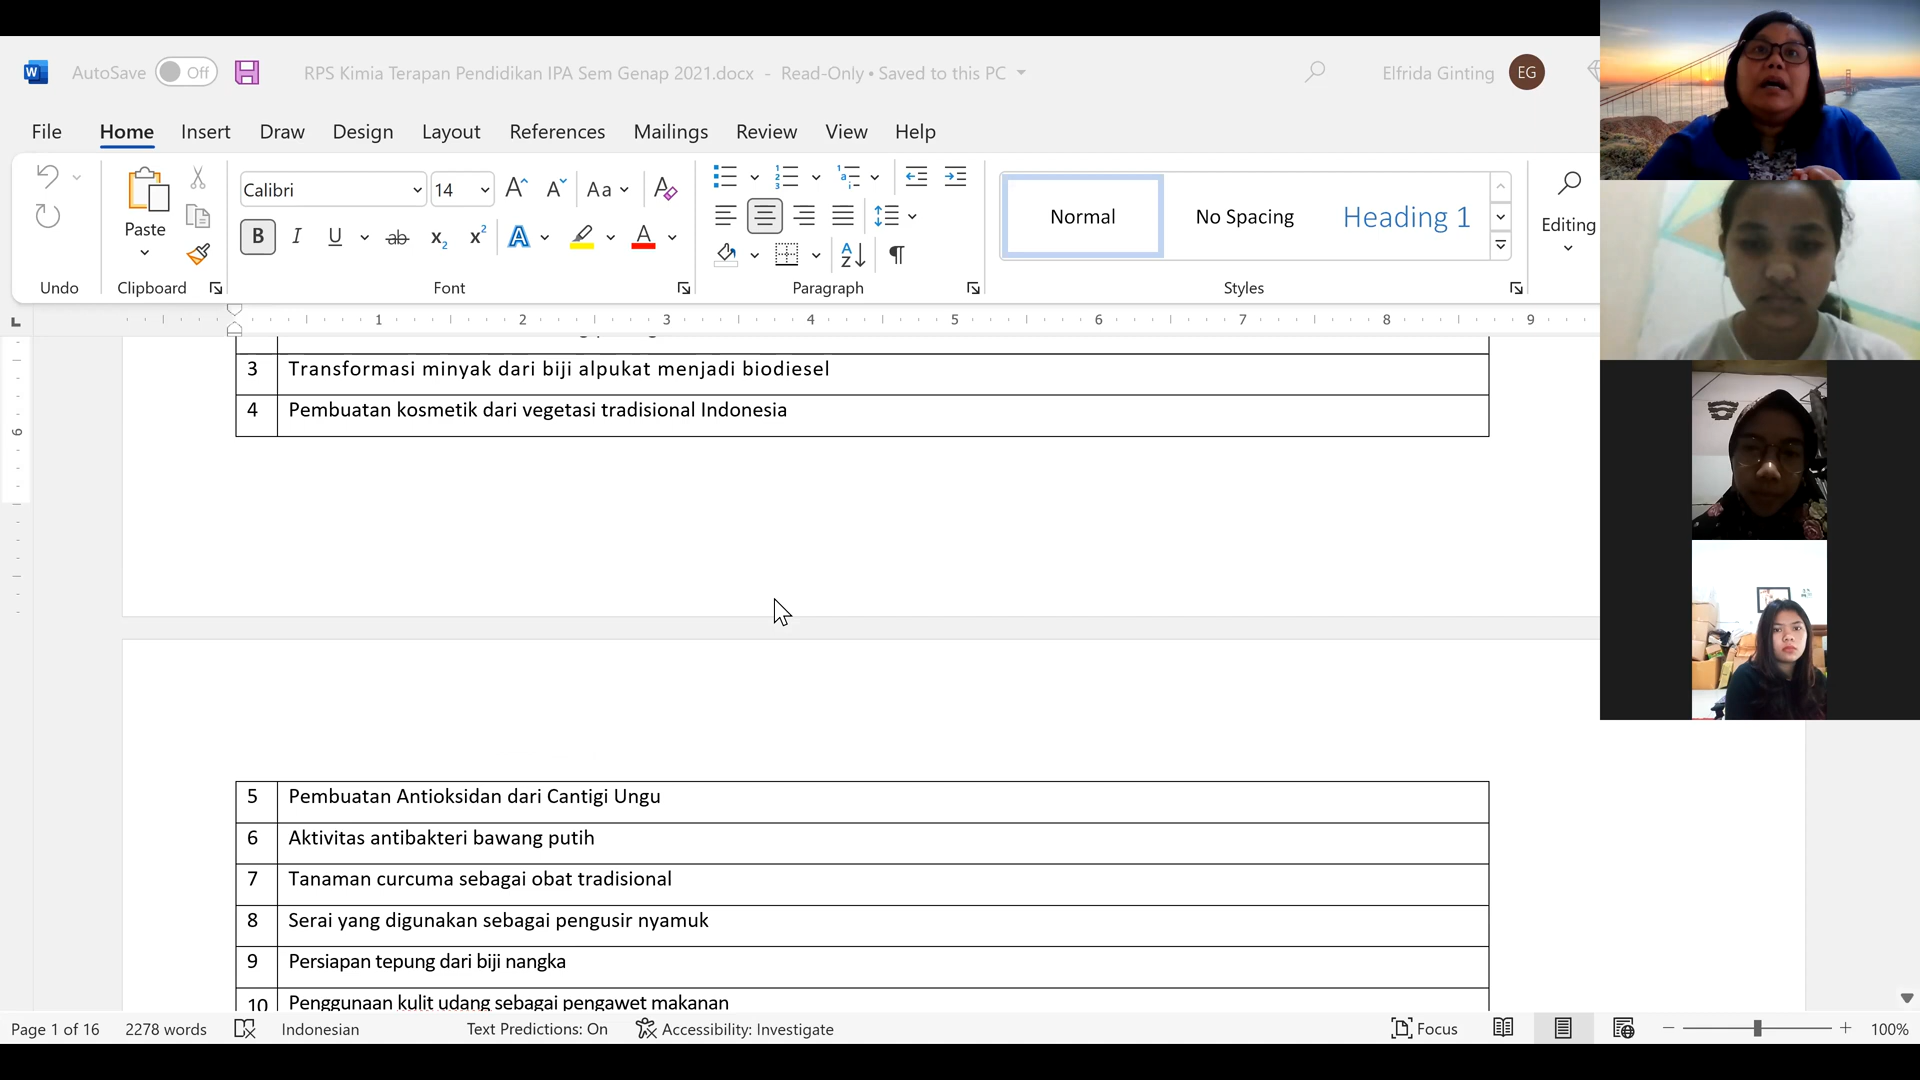 AutoSave Off RPS Kimia Terapan Pendidikan IPA Sem Genap 2021.docx - Read-Only • Saved to this PC Elfrida Ginting EG
File Home Insert Draw Design Layout References Mailings Review View Help
Paste
Calibri 14 Aa
Normal No Spacing Heading 1
Editing
Undo Clipboard Font Paragraph Styles
1 2 3 4 5 6 7 8 9
3 Transformasi minyak dari biji alpukat menjadi biodiesel
4 Pembuatan kosmetik dari vegetasi tradisional Indonesia
5 Pembuatan Antioksidan dari Cantigi Ungu
6 Aktivitas antibakteri bawang putih
7 Tanaman curcuma sebagai obat tradisional
8 Serai yang digunakan sebagai pengusir nyamuk
9 Persiapan tepung dari biji nangka
10 Penggunaan kulit udang sebagai pengawet makanan
Page 1 of 16 2278 words Indonesian Text Predictions: On Accessibility: Investigate Focus 100%